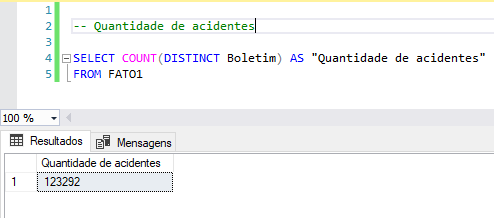 1
2 -- Quantidade de acidentes
3
4 SELECT COUNT(DISTINCT Boletim) AS "Quantidade de acidentes"
5 FROM FATO1
100 %
Resultados Mensagens
Quantidade de acidentes
1 123292